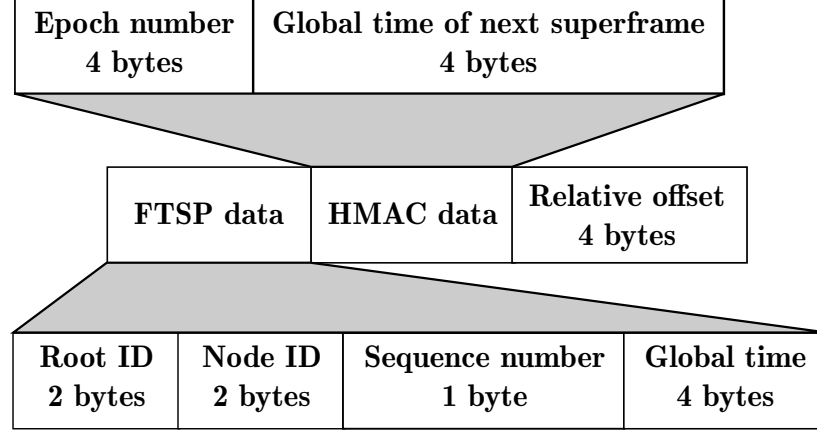 Epoch number
4 bytes
Global time of next superframe
4 bytes
FTSP data
HMAC data
Relative offset
4 bytes
Root ID
2 bytes
Node ID
2 bytes
Sequence number
1 byte
Global time
4 bytes